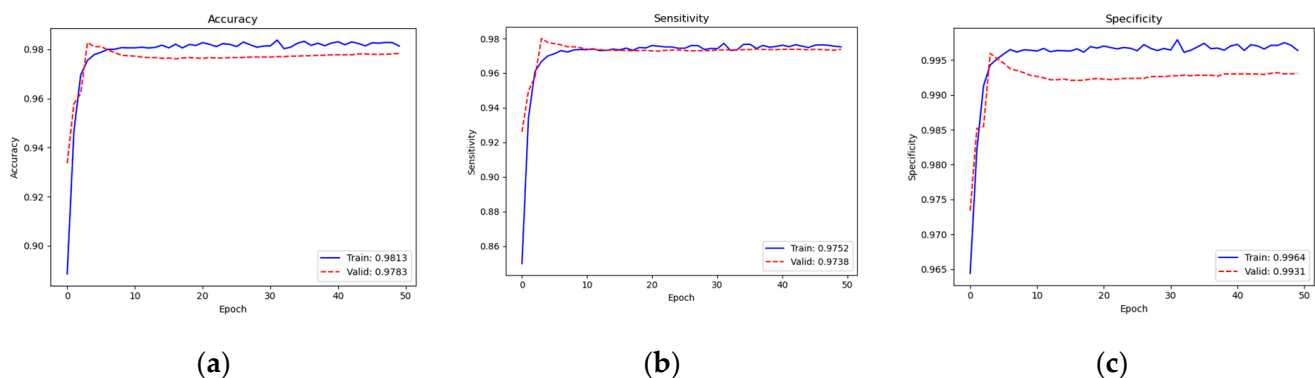 Accuracy
0.98
0.96
0.94
0.92
0.90
Accuracy
0 10 20 30 40 50
Epoch
Train: 0.9813
Valid: 0.9783
(a)
Sensitivity
0.98
0.96
0.94
0.92
0.90
0.88
0.86
Sensitivity
0 10 20 30 40 50
Epoch
Train: 0.9752
Valid: 0.9738
(b)
Specificity
0.995
0.990
0.985
0.980
0.975
0.970
0.965
Specificity
0 10 20 30 40 50
Epoch
Train: 0.9964
Valid: 0.9931
(c)